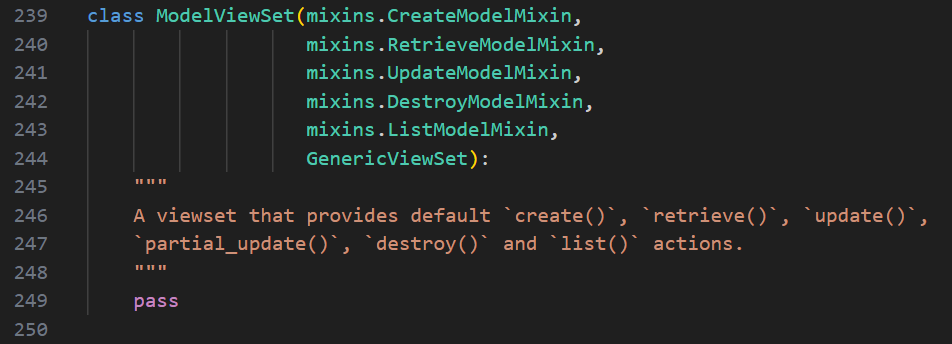 239 class ModelViewSet(mixins.CreateModelMixin,
240 mixins.RetrieveModelMixin,
241 mixins.UpdateModelMixin,
242 mixins.DestroyModelMixin,
243 mixins.ListModelMixin,
244 GenericViewSet):
245 """
246 A viewset that provides default `create()`, `retrieve()`, `update()`,
247 `partial_update()`, `destroy()` and `list()` actions.
248 """
249 pass
250